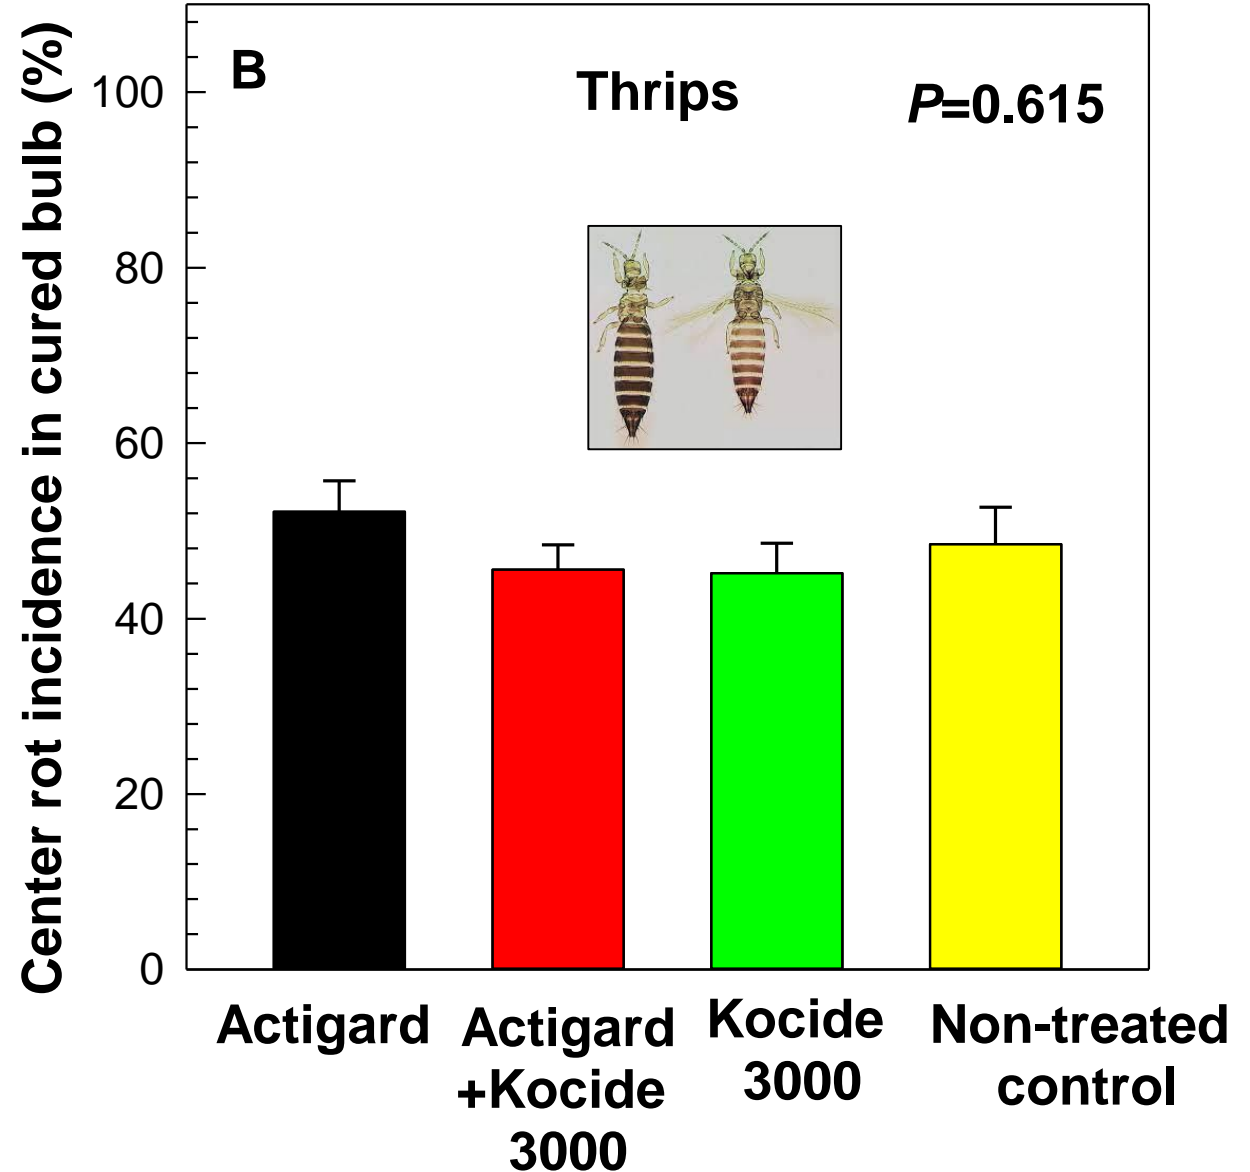 Center rot incidence in cured bulb (%)
B
Thrips
P=0.615
100
80
60
40
20
0
Actigard
Actigard
+Kocide
3000
Kocide
3000
Non-treated
control